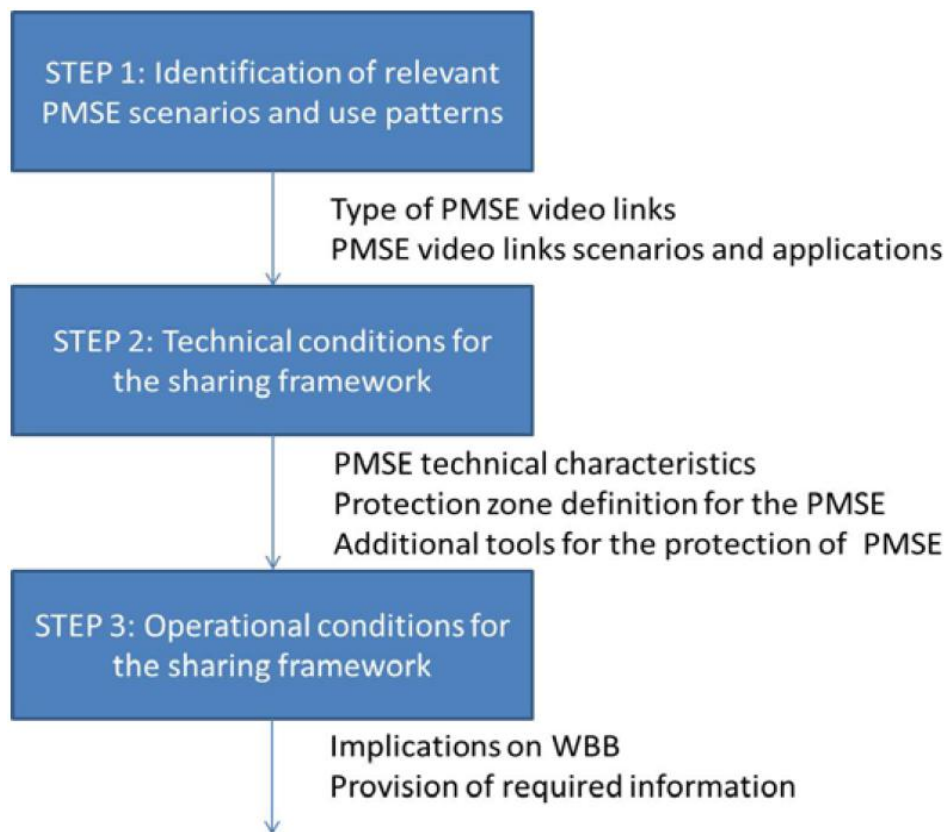 STEP 1: Identification of relevant
PMSE scenarios and use patterns
Type of PMSE video links
PMSE video links scenarios and applications
STEP 2: Technical conditions for
the sharing framework
PMSE technical characteristics
Protection zone definition for the PMSE
Additional tools for the protection of PMSE
STEP 3: Operational conditions for
the sharing framework
Implications on WBB
Provision of required information